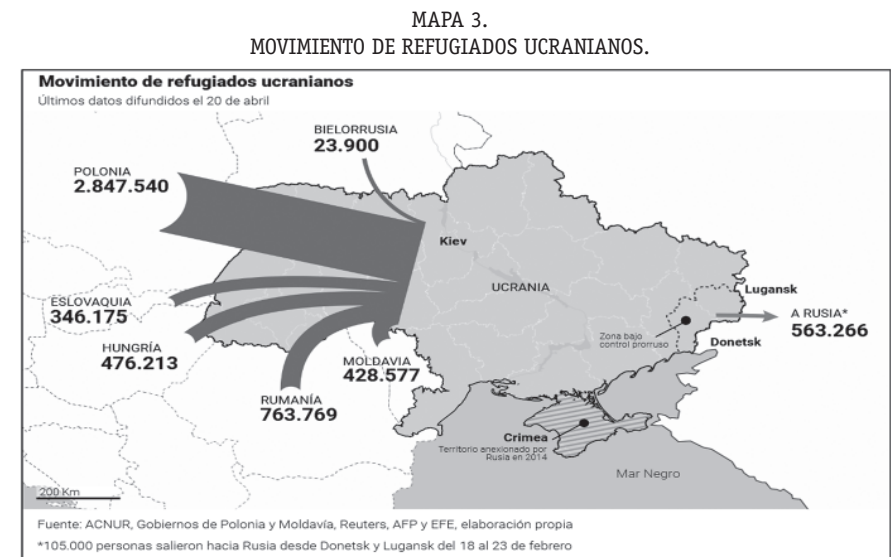 MAPA 3.
MOVIMIENTO DE REFUGIADOS UCRANIANOS.
Movimiento de refugiados ucranianos
Últimos datos difundidos el 20 de abril
BIELORRUSIA
23.900
POLONIA
2.847.540
Kiev
UCRANIA
ESLOVAQUIA
346.175
Lugansk
A RUSIA*
563.266
Zona bajo
control prorruso
Donetsk
HUNGRÍA
476.213
MOLDAVIA
428.577
RUMANÍA
763.769
Crimea
Territorio anexionado por
Rusia en 2014
Mar Negro
200 Km
Fuente: ACNUR, Gobiernos de Polonia y Moldavía, Reuters, AFP y EFE, elaboración propia
*105.000 personas salieron hacia Rusia desde Donetsk y Lugansk del 18 al 23 de febrero